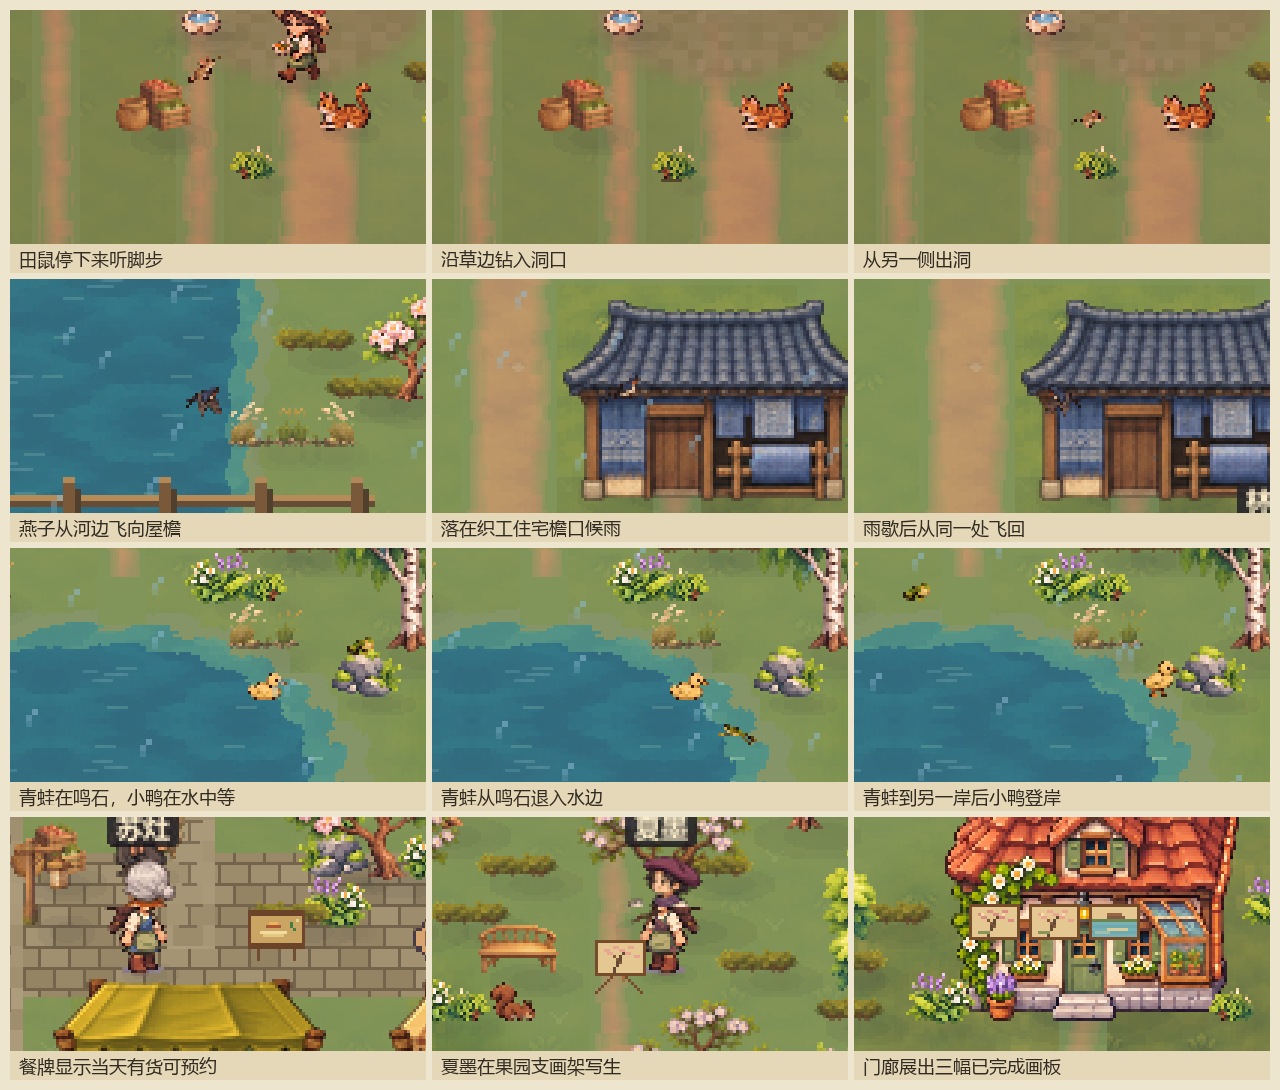 田鼠停下来听脚步
沿草边钻入洞口
从另一侧出洞
燕子从河边飞向屋檐
落在织工住宅檐口候雨
雨歇后从同一处飞回
青蛙在鸣石，小鸭在水中等
青蛙从鸣石退入水边
青蛙到另一岸后小鸭登岸
苏灶
夏墨
餐牌显示当天有货可预约
夏墨在果园支画架写生
门廊展出三幅已完成画板